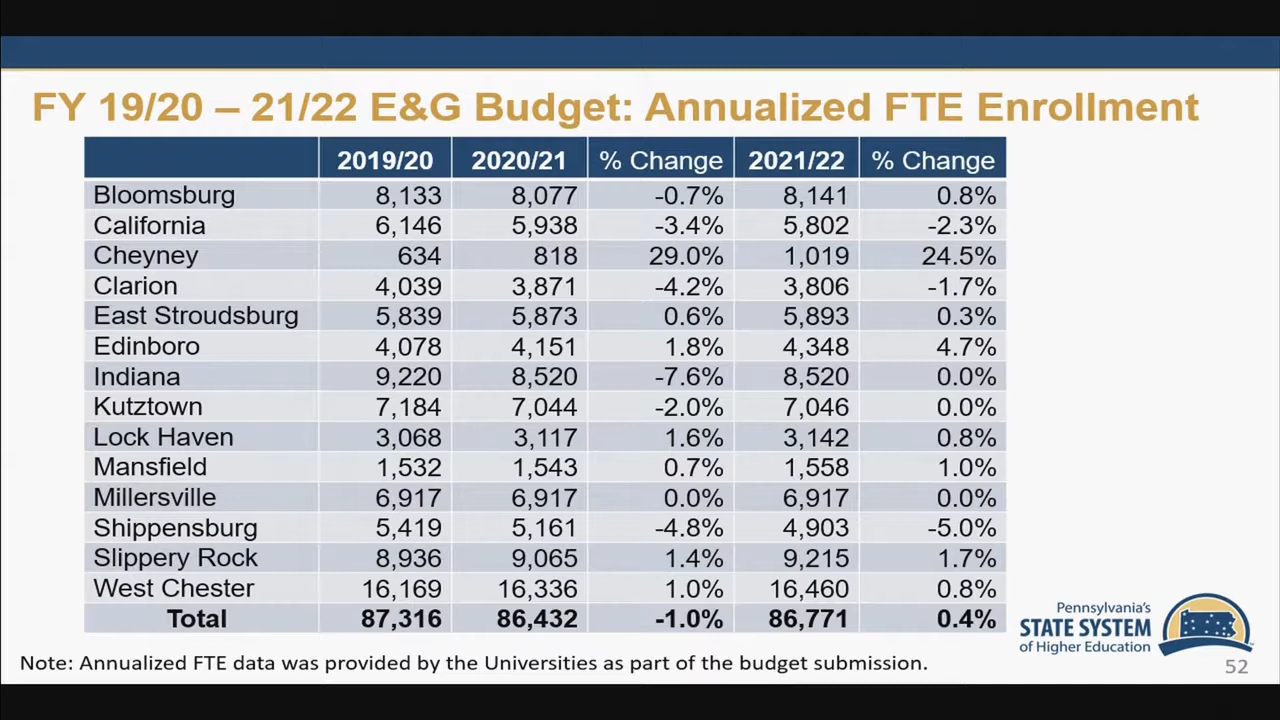 FY 19/20 – 21/22 E&G Budget: Annualized FTE Enrollment
2019/20 2020/21 % Change 2021/22 % Change
Bloomsburg 8,133 8,077 -0.7% 8,141 0.8%
California 6,146 5,938 -3.4% 5,802 -2.3%
Cheyney 634 818 29.0% 1,019 24.5%
Clarion 4,039 3,871 -4.2% 3,806 -1.7%
East Stroudsburg 5,839 5,873 0.6% 5,893 0.3%
Edinboro 4,078 4,151 1.8% 4,348 4.7%
Indiana 9,220 8,520 -7.6% 8,520 0.0%
Kutztown 7,184 7,044 -2.0% 7,046 0.0%
Lock Haven 3,068 3,117 1.6% 3,142 0.8%
Mansfield 1,532 1,543 0.7% 1,558 1.0%
Millersville 6,917 6,917 0.0% 6,917 0.0%
Shippensburg 5,419 5,161 -4.8% 4,903 -5.0%
Slippery Rock 8,936 9,065 1.4% 9,215 1.7%
West Chester 16,169 16,336 1.0% 16,460 0.8%
Total 87,316 86,432 -1.0% 86,771 0.4%
Pennsylvania's
STATE SYSTEM
of Higher Education
Note: Annualized FTE data was provided by the Universities as part of the budget submission.
52